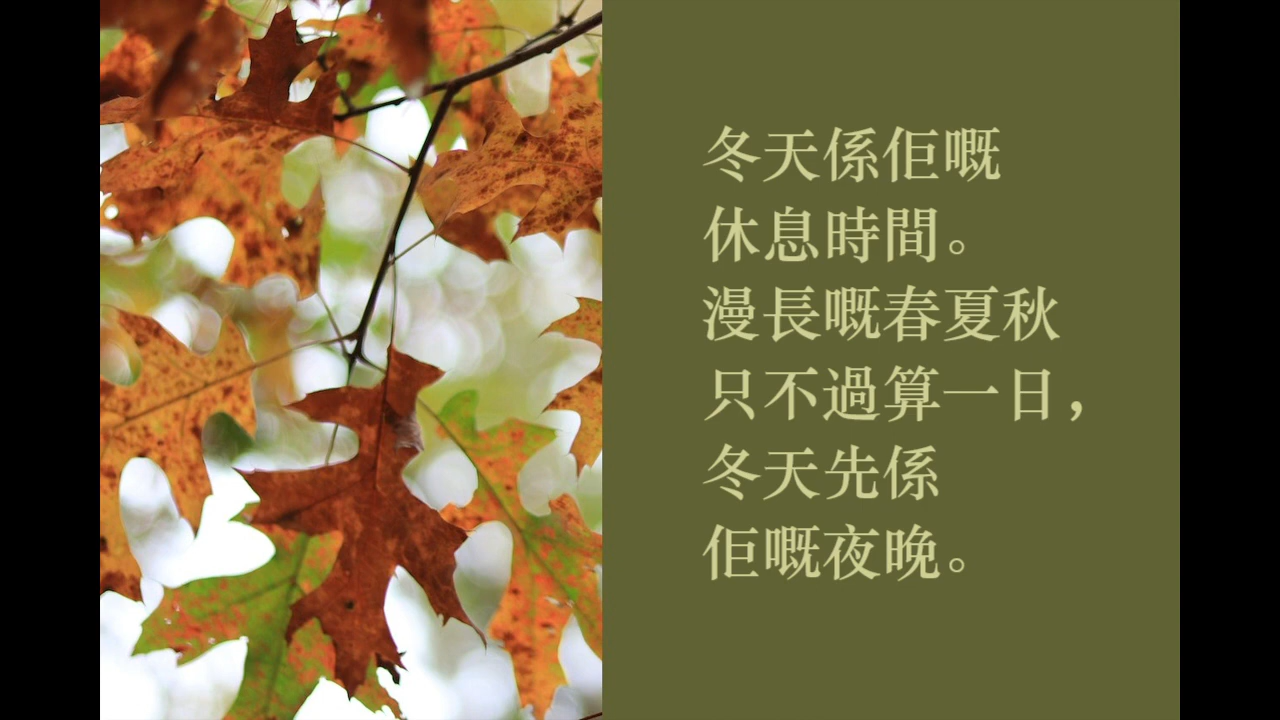 冬天係佢嘅
休息時間。
漫長嘅春夏秋
只不過算一日，
冬天先係
佢嘅夜晚。